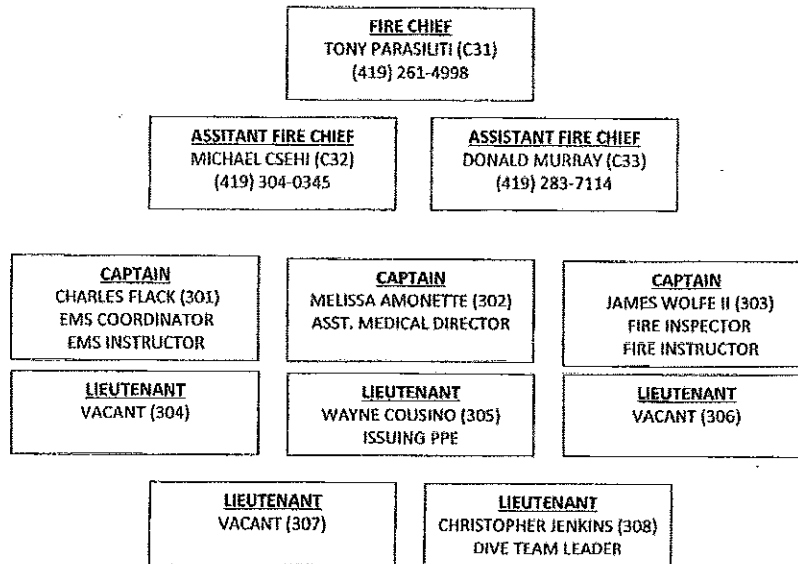 FIRE CHIEF
TONY PARASILITI (C31)
(419) 261-4998
ASSITANT FIRE CHIEF
MICHAEL CSEHI (C32)
(419) 304-0345
ASSISTANT FIRE CHIEF
DONALD MURRAY (C33)
(419) 283-7114
CAPTAIN
CHARLES FLACK (301)
EMS COORDINATOR
EMS INSTRUCTOR
CAPTAIN
MELISSA AMONETTE (302)
ASST. MEDICAL DIRECTOR
CAPTAIN
JAMES WOLFE II (303)
FIRE INSPECTOR
FIRE INSTRUCTOR
LIEUTENANT
VACANT (304)
LIEUTENANT
WAYNE COUSINO (305)
ISSUING PPE
LIEUTENANT
VACANT (306)
LIEUTENANT
VACANT (307)
LIEUTENANT
CHRISTOPHER JENKINS (308)
DIVE TEAM LEADER